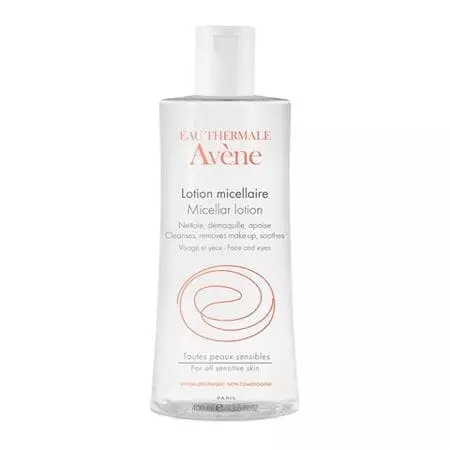 EAU THERMALE
Avène
Lotion micellaire
Micellar lotion
Nettoie, démaquille, apaise
Cleanses, removes make-up, soothes
Visage et yeux - Face and eyes
Toutes peaux sensibles
For all sensitive skin
PARIS
400 ml